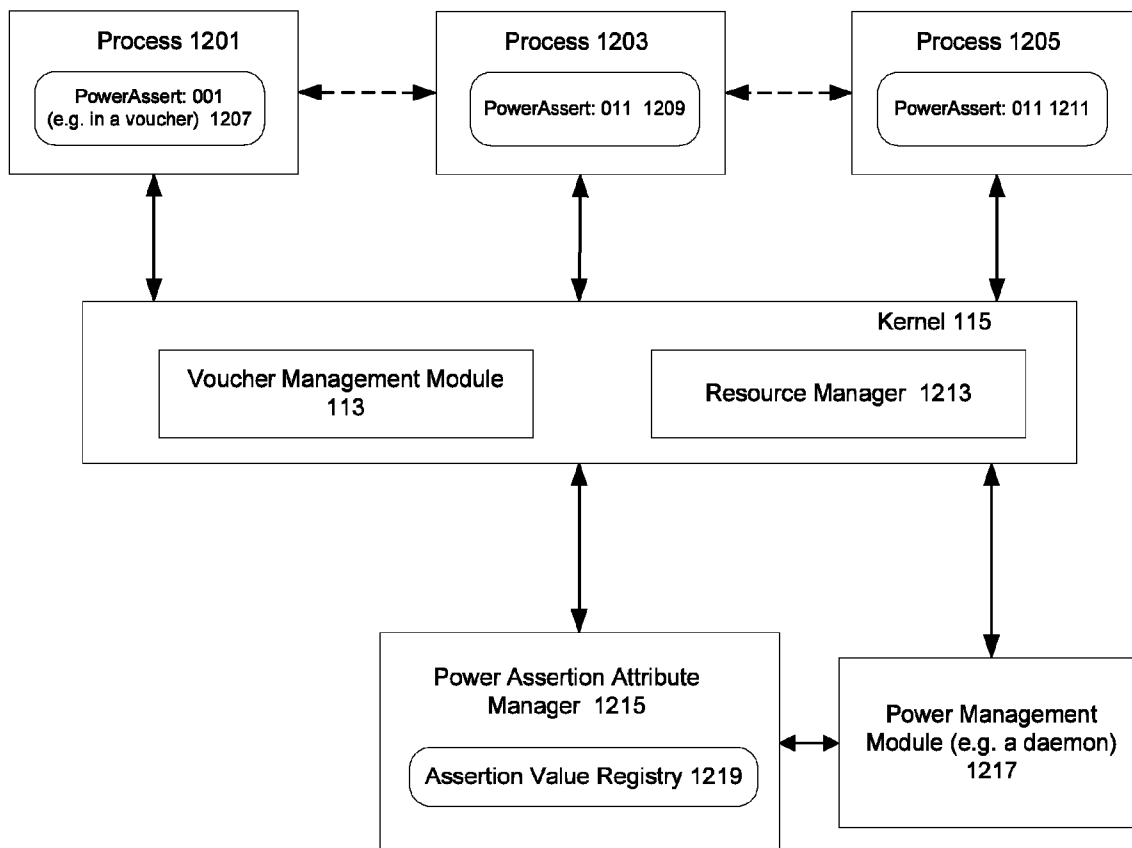 Process 1201
PowerAssert: 001
(e.g. in a voucher) 1207
Process 1203
PowerAssert: 011 1209
Process 1205
PowerAssert: 011 1211
Kernel 115
Voucher Management Module
113
Resource Manager 1213
Power Assertion Attribute
Manager 1215
Assertion Value Registry 1219
Power Management
Module (e.g. a daemon)
1217